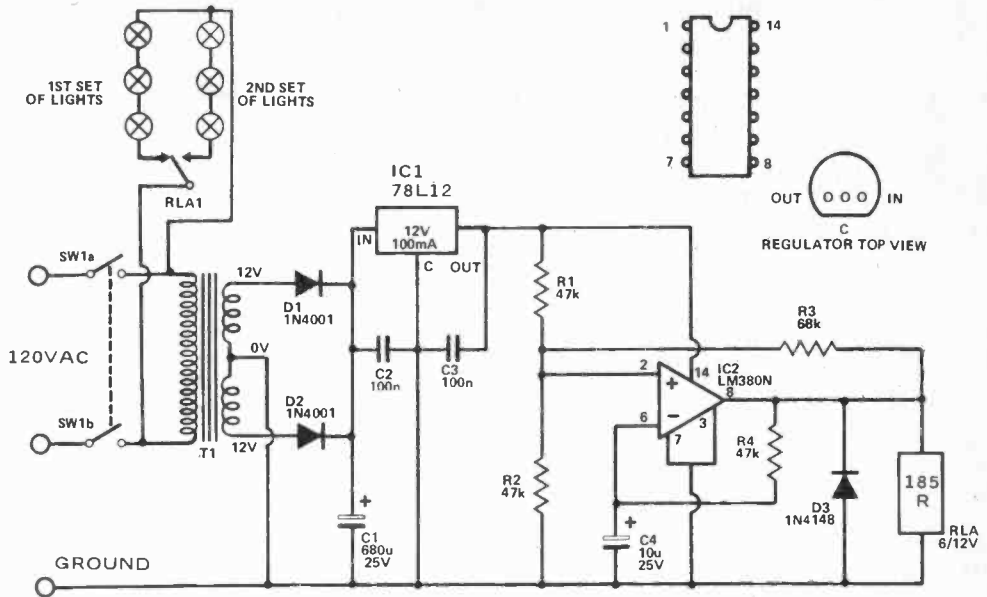 1ST SET
OF LIGHTS
2ND SET
OF LIGHTS
RLA1
SW1a
120VAC
SW1b
T1
12V
0V
12V
D1
1N4001
D2
1N4001
IC1
78L12
IN
12V
100mA
C
OUT
C2
100n
C3
100n
+
C1
680u
25V
GROUND
1
14
7
8
OUT
IN
C
REGULATOR TOP VIEW
R1
47k
R2
47k
R3
68k
2
+
14
IC2
LM380N
8
6
−
3
7
R4
47k
+
C4
10u
25V
D3
1N4148
185
R
RLA
6/12V